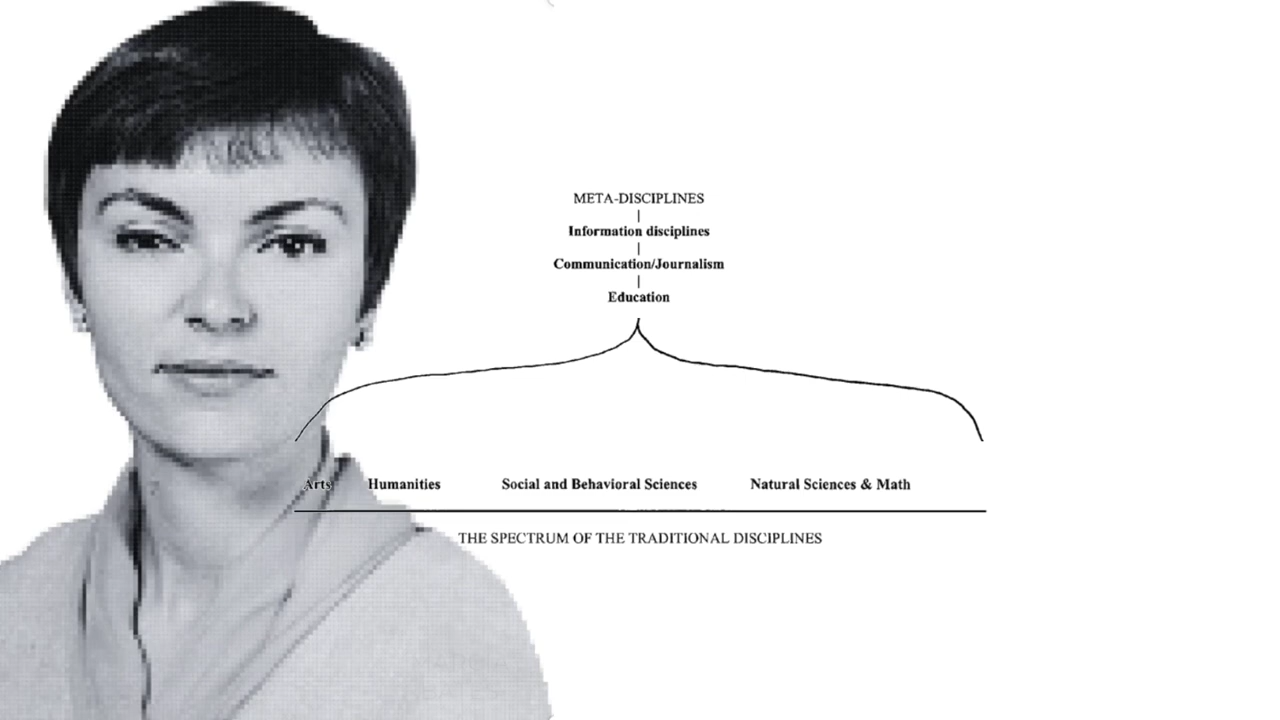 META-DISCIPLINES
Information disciplines
Communication/Journalism
Education
Arts Humanities Social and Behavioral Sciences Natural Sciences & Math
THE SPECTRUM OF THE TRADITIONAL DISCIPLINES